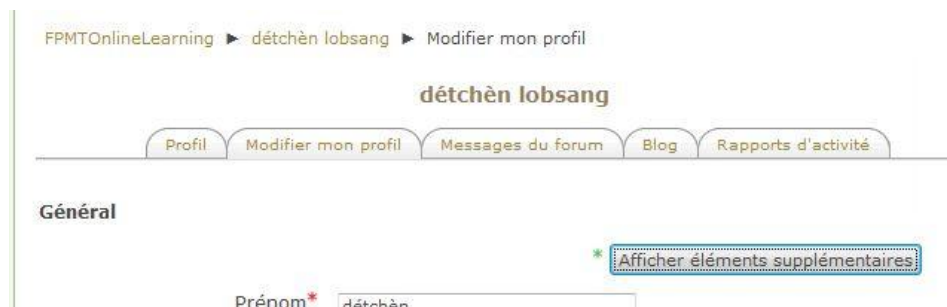 FPMTOnlineLearning ► détchèn lobsang ► Modifier mon profil
détchèn lobsang
Profil Modifier mon profil Messages du forum Blog Rapports d'activité
Général
* Afficher éléments supplémentaires
Prénom* détchèn